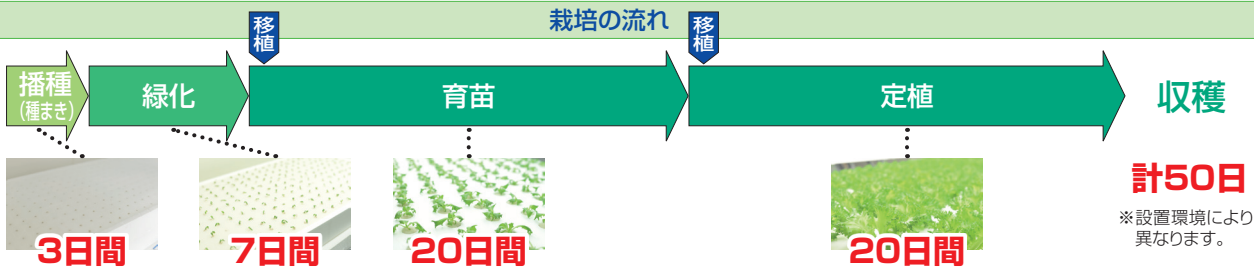 栽培の流れ
移植
移植
播種
(種まき)
緑化
育苗
定植
収穫
3日間
7日間
20日間
20日間
計50日
※設置環境により
異なります。